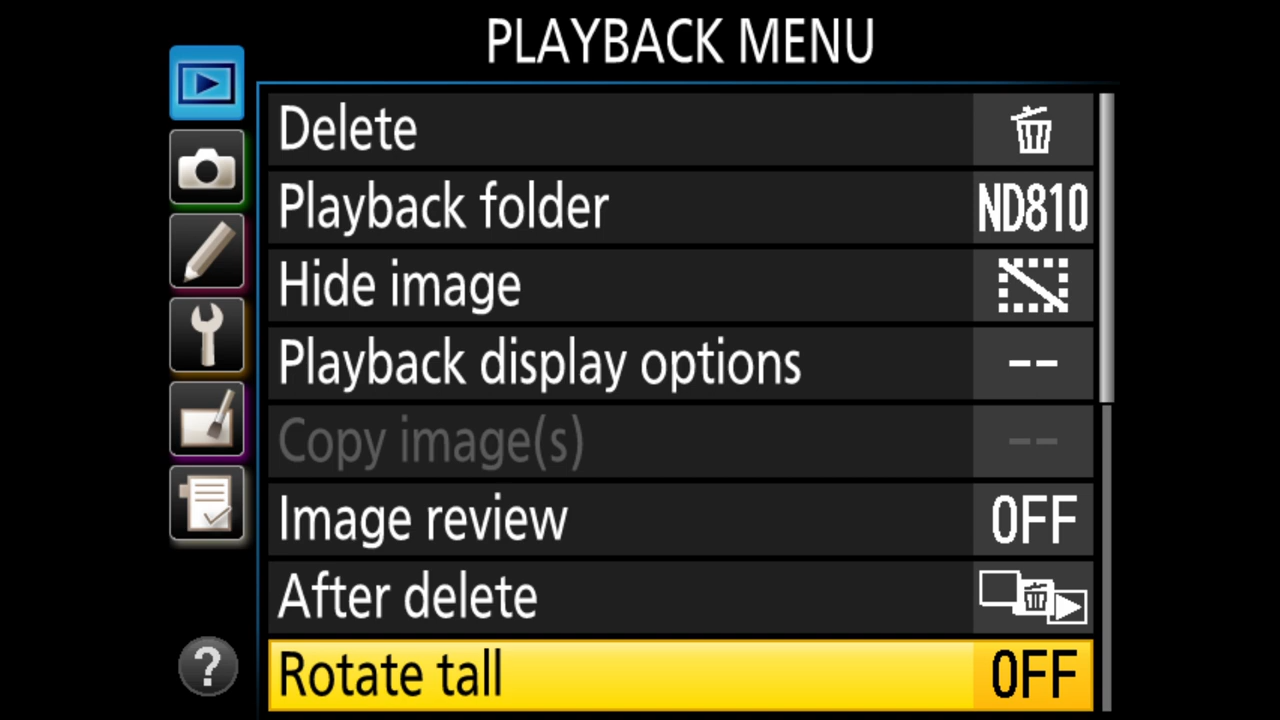 PLAYBACK MENU
Delete
Playback folder ND810
Hide image
Playback display options --
Copy image(s) --
Image review OFF
After delete
Rotate tall OFF
?